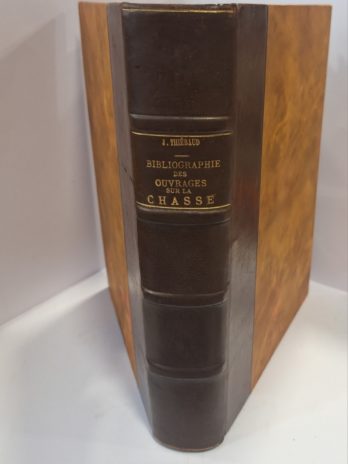 J. THIÉBAUD
BIBLIOGRAPHIE
DES
OUVRAGES
SUR LA
CHASSE